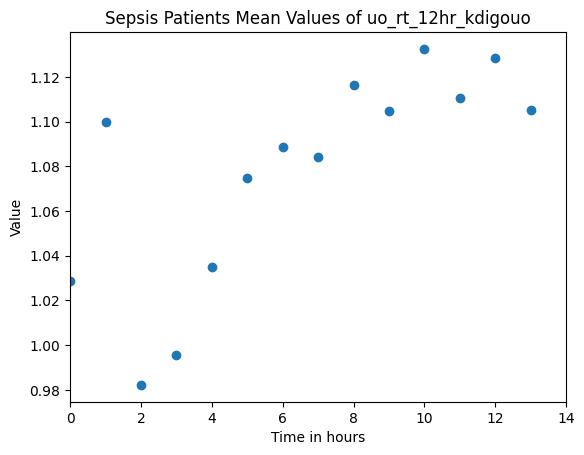 Sepsis Patients Mean Values of uo_rt_12hr_kdigouo
1.12
1.10
1.08
1.06
1.04
1.02
1.00
0.98
Value
0 2 4 6 8 10 12 14
Time in hours